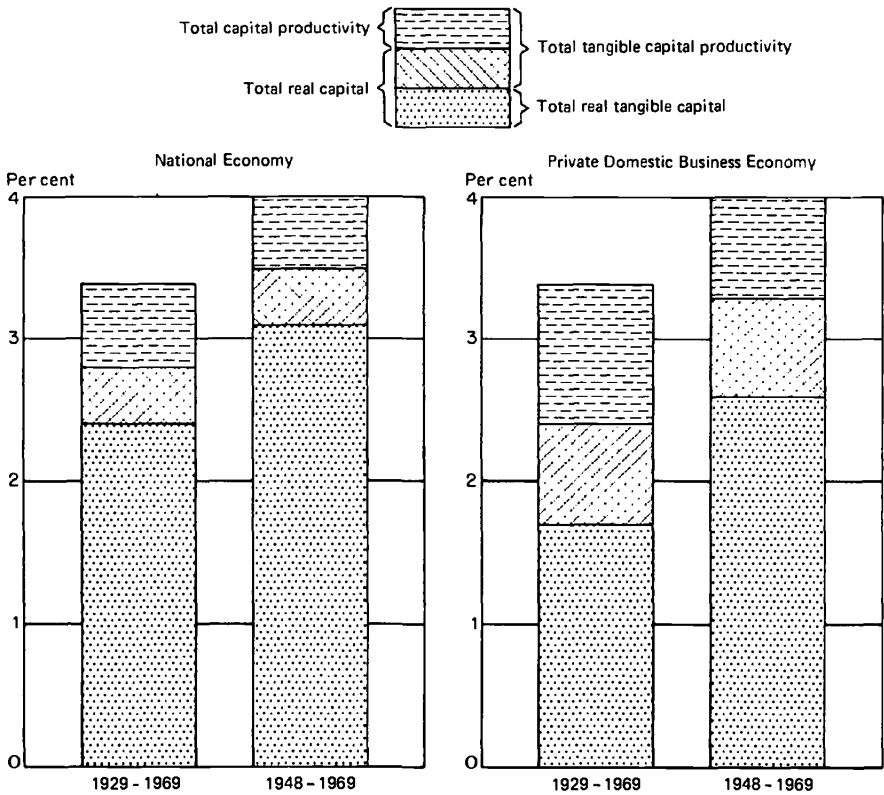 Total capital productivity
Total tangible capital productivity
Total real capital
Total real tangible capital
National Economy
Per cent
4
3
2
1
0
1929 - 1969
1948 - 1969
Private Domestic Business Economy
Per cent
4
3
2
1
0
1929 - 1969
1948 - 1969